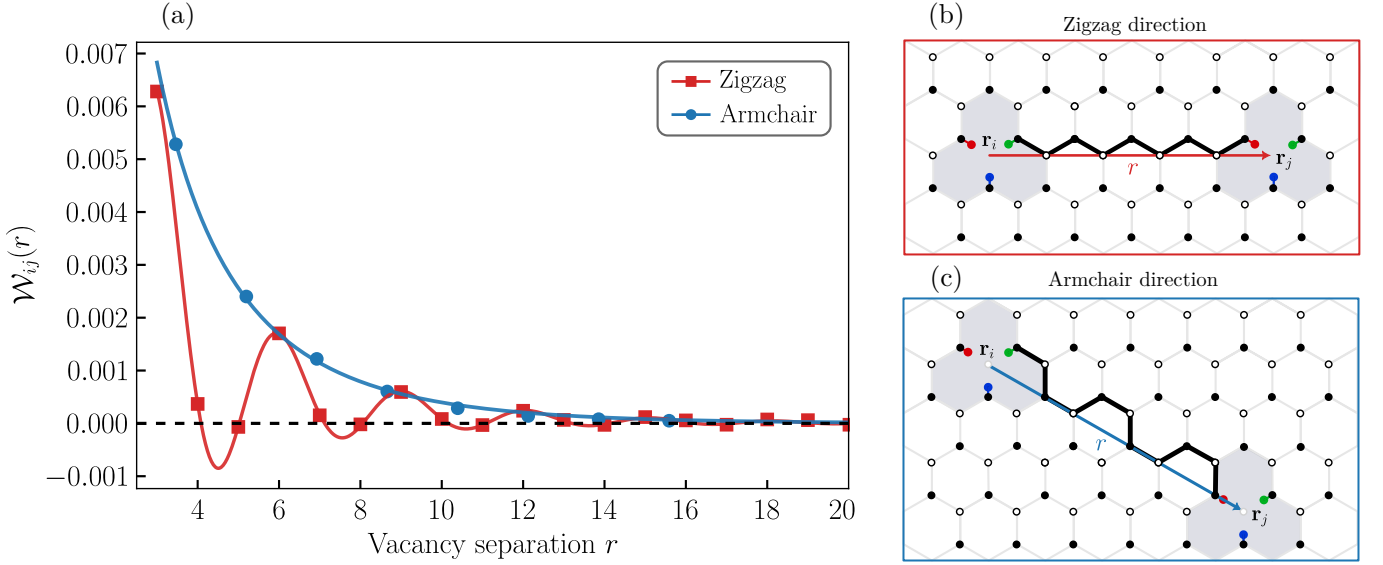 (a)
0.007
0.006
0.005
0.004
0.003
0.002
0.001
0.000
−0.001
𝒲ᵢⱼ(r)
Zigzag
Armchair
4 6 8 10 12 14 16 18 20
Vacancy separation r
(b)
Zigzag direction
rᵢ
rⱼ
r
(c)
Armchair direction
rᵢ
r
rⱼ